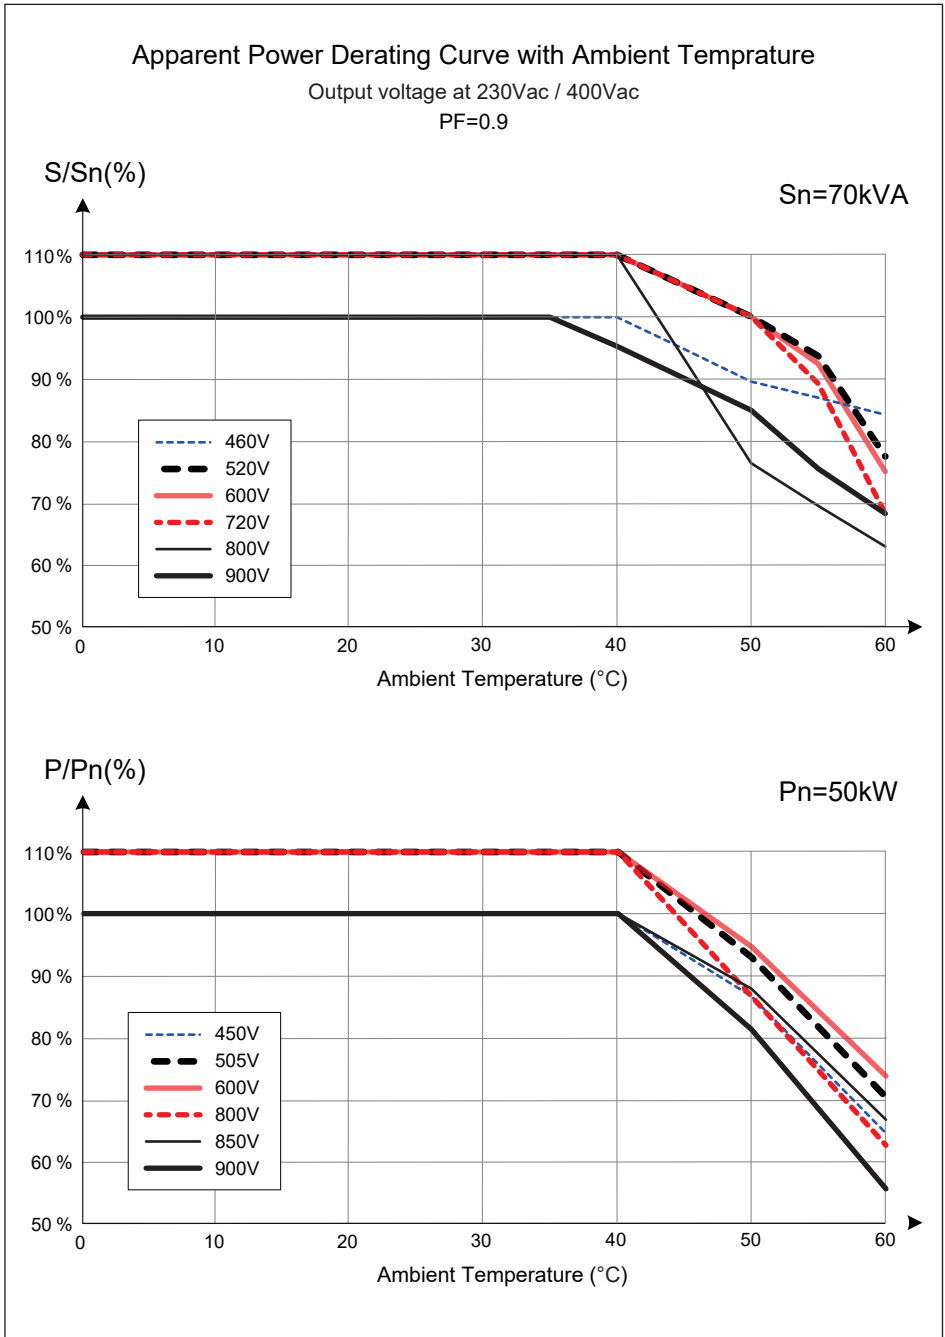 Apparent Power Derating Curve with Ambient Temprature
Output voltage at 230Vac / 400Vac
PF=0.9
S/Sn(%)
Sn=70kVA
110%
100%
90 %
80 %
70 %
60 %
50 %
460V
520V
600V
720V
800V
900V
0 10 20 30 40 50 60
Ambient Temperature (°C)
P/Pn(%)
Pn=50kW
110%
100%
90 %
80 %
70 %
60 %
50 %
450V
505V
600V
800V
850V
900V
0 10 20 30 40 50 60
Ambient Temperature (°C)